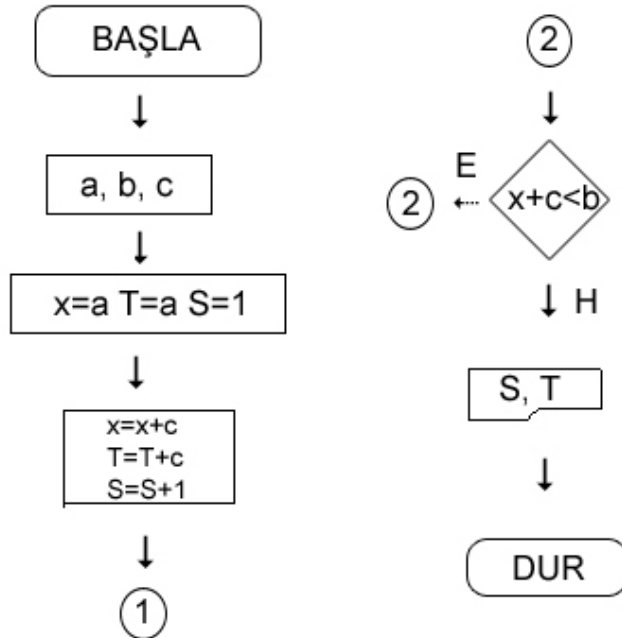 BAŞLA
a, b, c
x=a T=a S=1
x=x+c
T=T+c
S=S+1
1
2
E
x+c<b
2
H
S, T
DUR